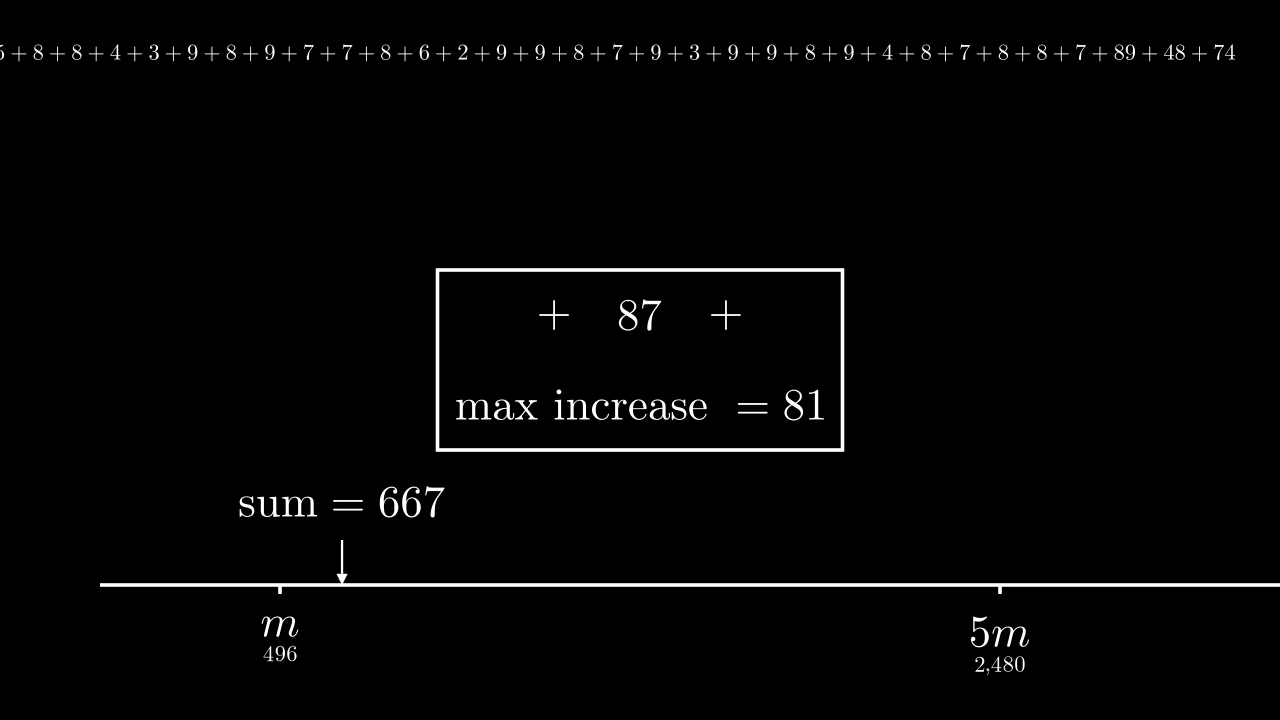 5 + 8 + 8 + 4 + 3 + 9 + 8 + 9 + 7 + 7 + 8 + 6 + 2 + 9 + 9 + 8 + 7 + 9 + 3 + 9 + 9 + 8 + 9 + 4 + 8 + 7 + 8 + 8 + 7 + 89 + 48 + 74
+ 87 +
max increase = 81
sum = 667
m
496
5m
2,480